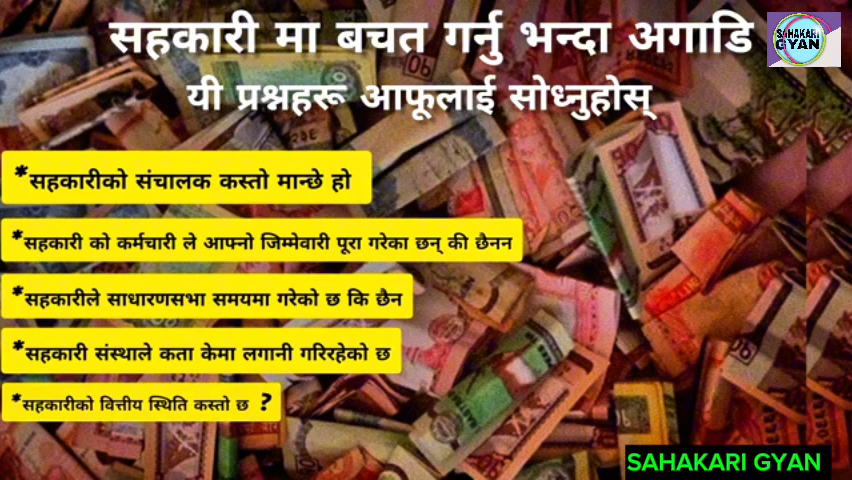 सहकारी मा बचत गर्नु भन्दा अगाडि
यी प्रश्नहरू आफूलाई सोध्नुहोस्
SAHAKARI
GYAN
*सहकारीको संचालक कस्तो मान्छे हो
*सहकारी को कर्मचारी ले आफ्नो जिम्मेवारी पूरा गरेका छन् की छैनन
*सहकारीले साधारणसभा समयमा गरेको छ कि छैन
*सहकारी संस्थाले कता केमा लगानी गरिरहेको छ
*सहकारीको वित्तीय स्थिति कस्तो छ ?
SAHAKARI GYAN